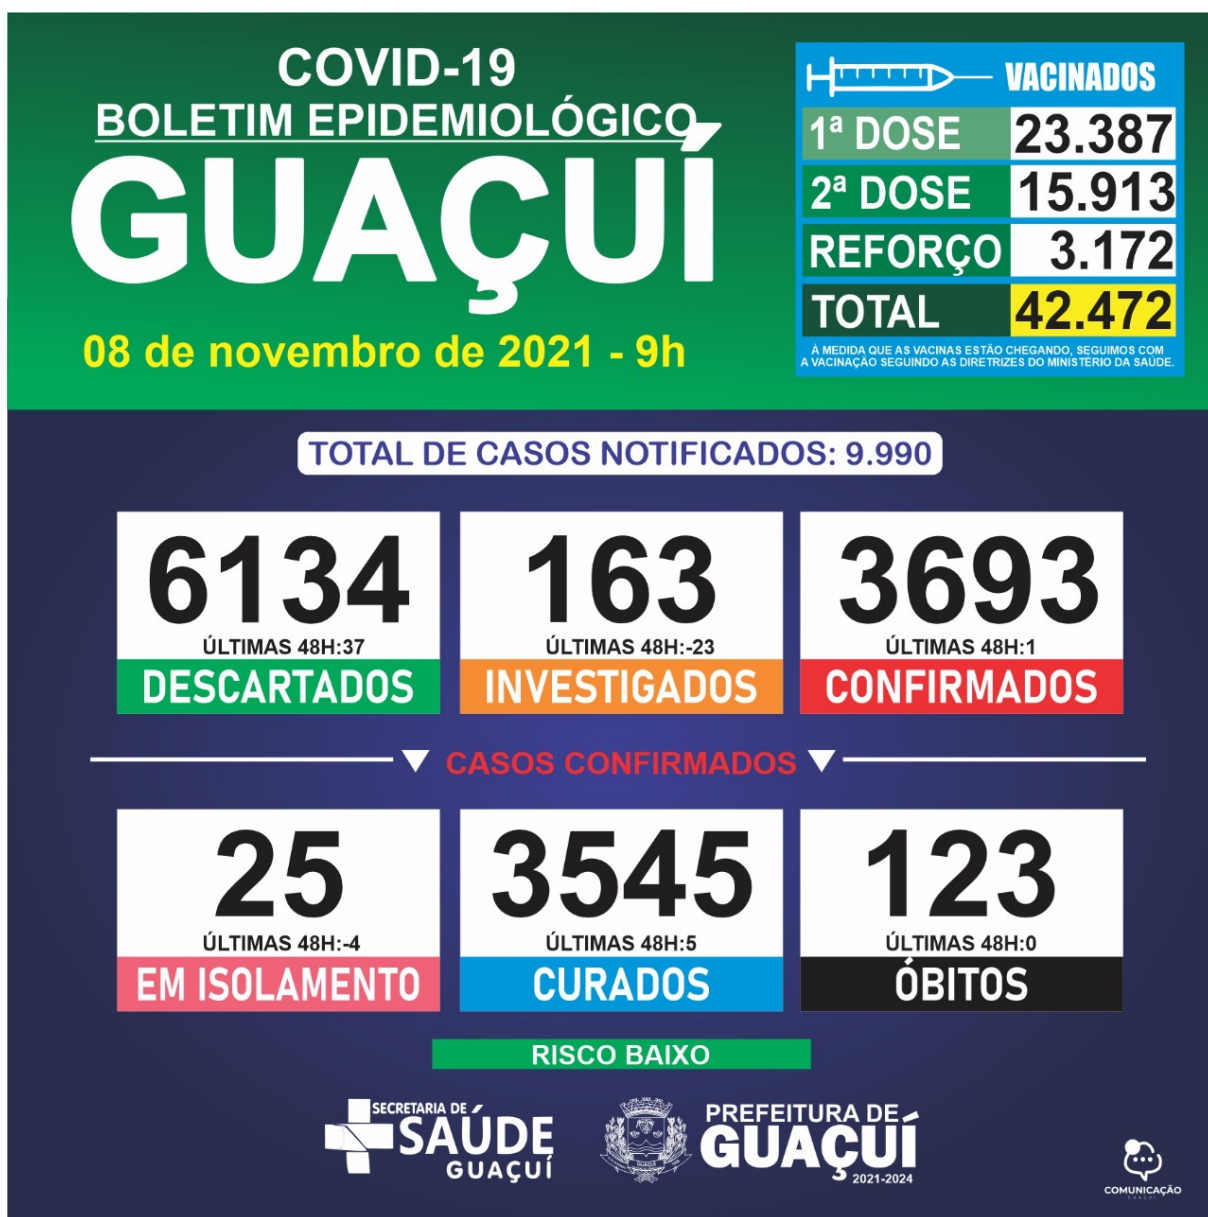 COVID-19
BOLETIM EPIDEMIOLÓGICO
GUAÇUÍ
08 de novembro de 2021 - 9h
VACINADOS
1ª DOSE 23.387
2ª DOSE 15.913
REFORÇO 3.172
TOTAL 42.472
À MEDIDA QUE AS VACINAS ESTÃO CHEGANDO, SEGUIMOS COM
A VACINAÇÃO SEGUINDO AS DIRETRIZES DO MINISTÉRIO DA SAÚDE.
TOTAL DE CASOS NOTIFICADOS: 9.990
6134
ÚLTIMAS 48H:37
DESCARTADOS
163
ÚLTIMAS 48H:-23
INVESTIGADOS
3693
ÚLTIMAS 48H:1
CONFIRMADOS
CASOS CONFIRMADOS
25
ÚLTIMAS 48H:-4
EM ISOLAMENTO
3545
ÚLTIMAS 48H:5
CURADOS
123
ÚLTIMAS 48H:0
ÓBITOS
RISCO BAIXO
SECRETARIA DE
SAÚDE
GUAÇUÍ
PREFEITURA DE
GUAÇUÍ
2021-2024
COMUNICAÇÃO